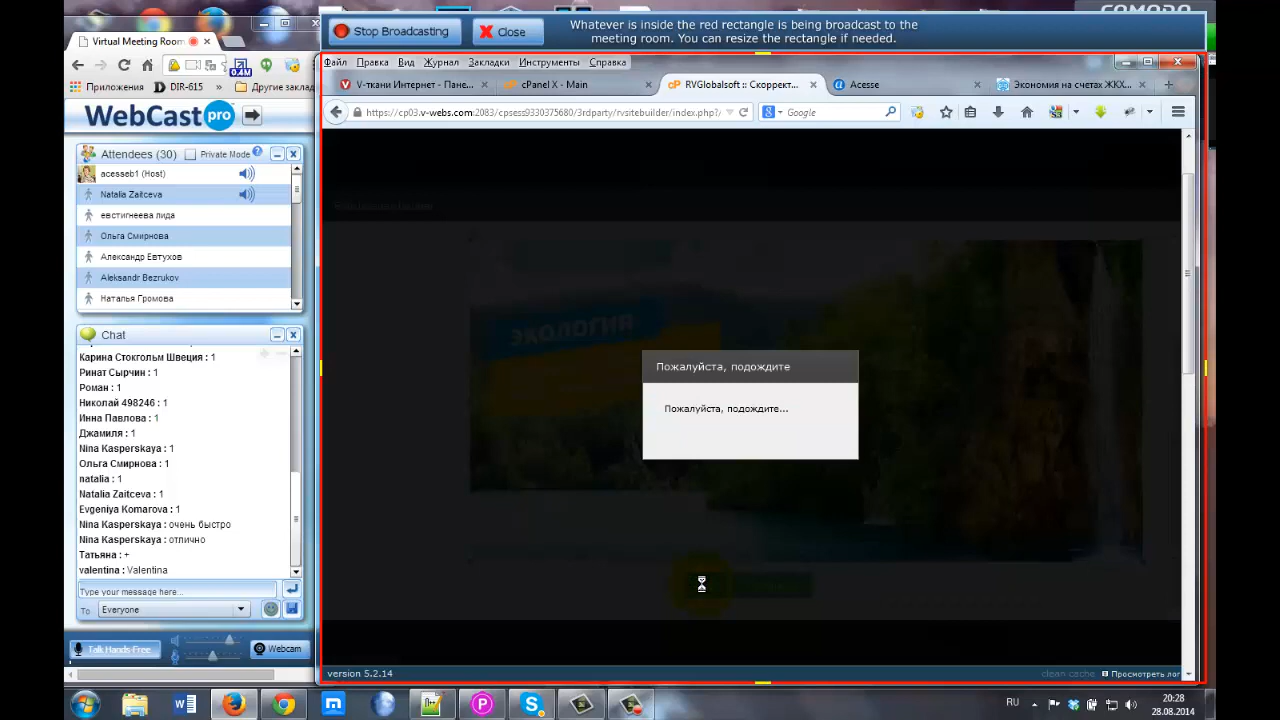 Stop Broadcasting
Close
Whatever is inside the red rectangle is being broadcast to the
meeting room. You can resize the rectangle if needed.
COMODO
Virtual Meeting Room
0.4M
Приложения
DIR-615
Другие заклад
WebCast pro
Attendees (30)
Private Mode
acesseb1 (Host)
Natalia Zaitceva
евстигнеева лида
Ольга Смирнова
Александр Евтухов
Aleksandr Bezrukov
Наталья Громова
Chat
Карина Стокгольм Швеция : 1
Ринат Сырчин : 1
Роман : 1
Николай 498246 : 1
Инна Павлова : 1
Джамиля : 1
Nina Kasperskaya : 1
Ольга Смирнова : 1
natalia : 1
Natalia Zaitceva : 1
Evgeniya Komarova : 1
Nina Kasperskaya : очень быстро
Nina Kasperskaya : отлично
Татьяна : +
valentina : Valentina
Type your message here...
To Everyone
Talk Hands-Free
Webcam
Файл Правка Вид Журнал Закладки Инструменты Справка
V-ткани Интернет - Пане...
cPanel X - Main
RVGlobalsoft :: Скоррект...
Acesse
Экономия на счетах ЖКХ...
https://cp03.v-webs.com:2083/cpsess9330375680/3rdparty/rvsitebuilder/index.php?/
Google
экология
Пожалуйста, подождите
Пожалуйста, подождите...
version 5.2.14
clean cache
Просмотреть лог
RU
20:28
28.08.2014